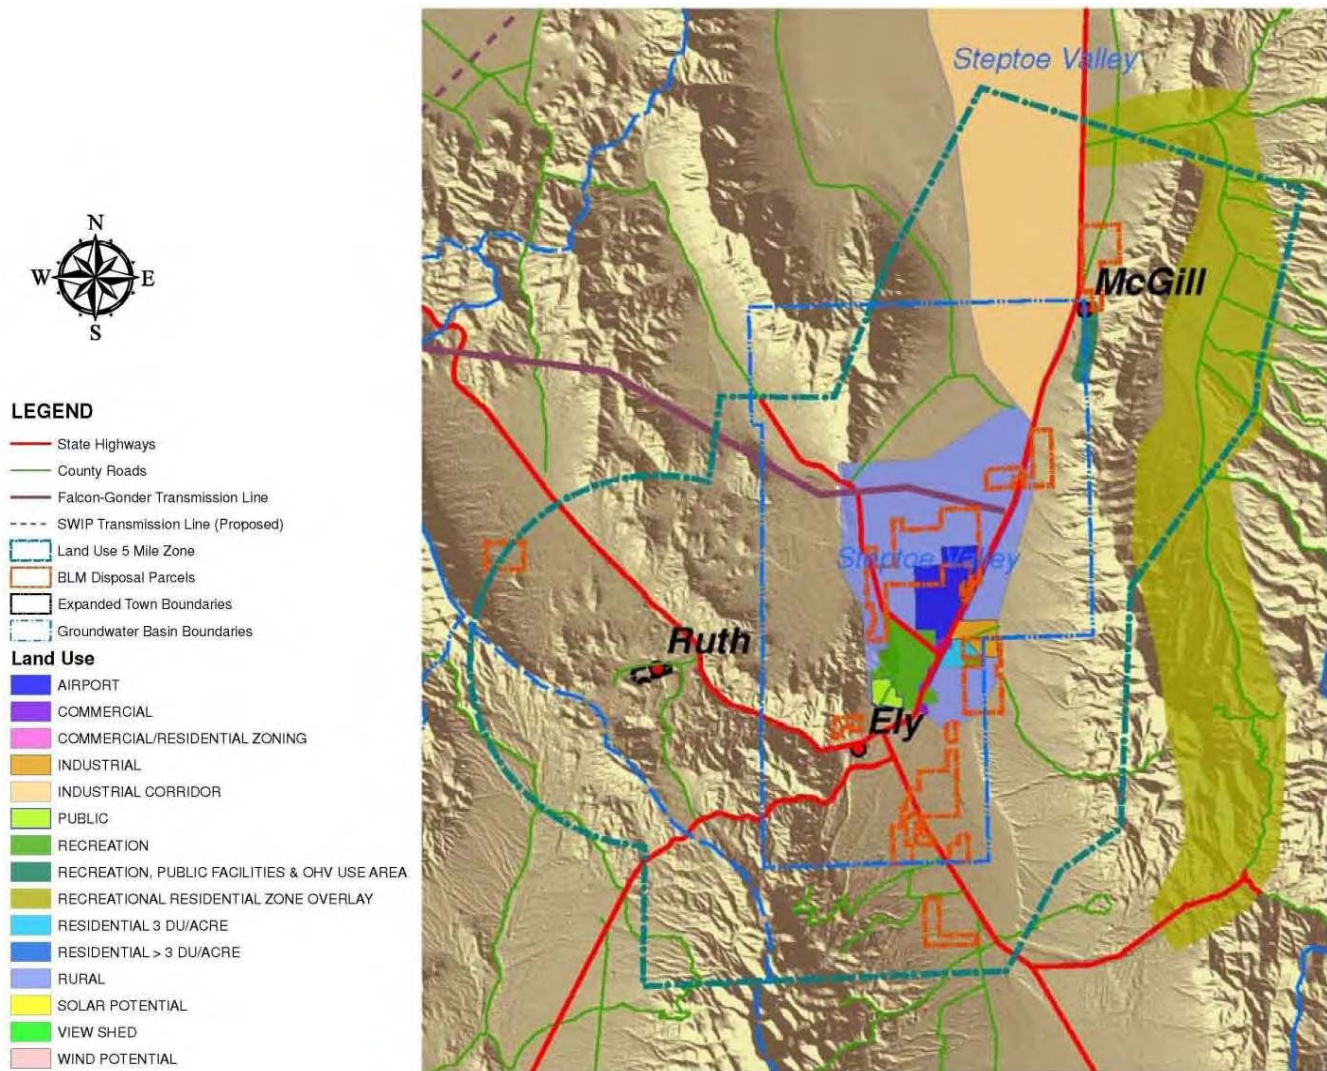 Steptoe Valley
N
W E
S
McGill
LEGEND
State Highways
County Roads
Falcon-Gonder Transmission Line
SWIP Transmission Line (Proposed)
Land Use 5 Mile Zone
BLM Disposal Parcels
Expanded Town Boundaries
Groundwater Basin Boundaries
Land Use
AIRPORT
COMMERCIAL
COMMERCIAL/RESIDENTIAL ZONING
INDUSTRIAL
INDUSTRIAL CORRIDOR
PUBLIC
RECREATION
RECREATION, PUBLIC FACILITIES & OHV USE AREA
RECREATIONAL RESIDENTIAL ZONE OVERLAY
RESIDENTIAL 3 DU/ACRE
RESIDENTIAL > 3 DU/ACRE
RURAL
SOLAR POTENTIAL
VIEW SHED
WIND POTENTIAL
Steptoe Valley
Ruth
Ely